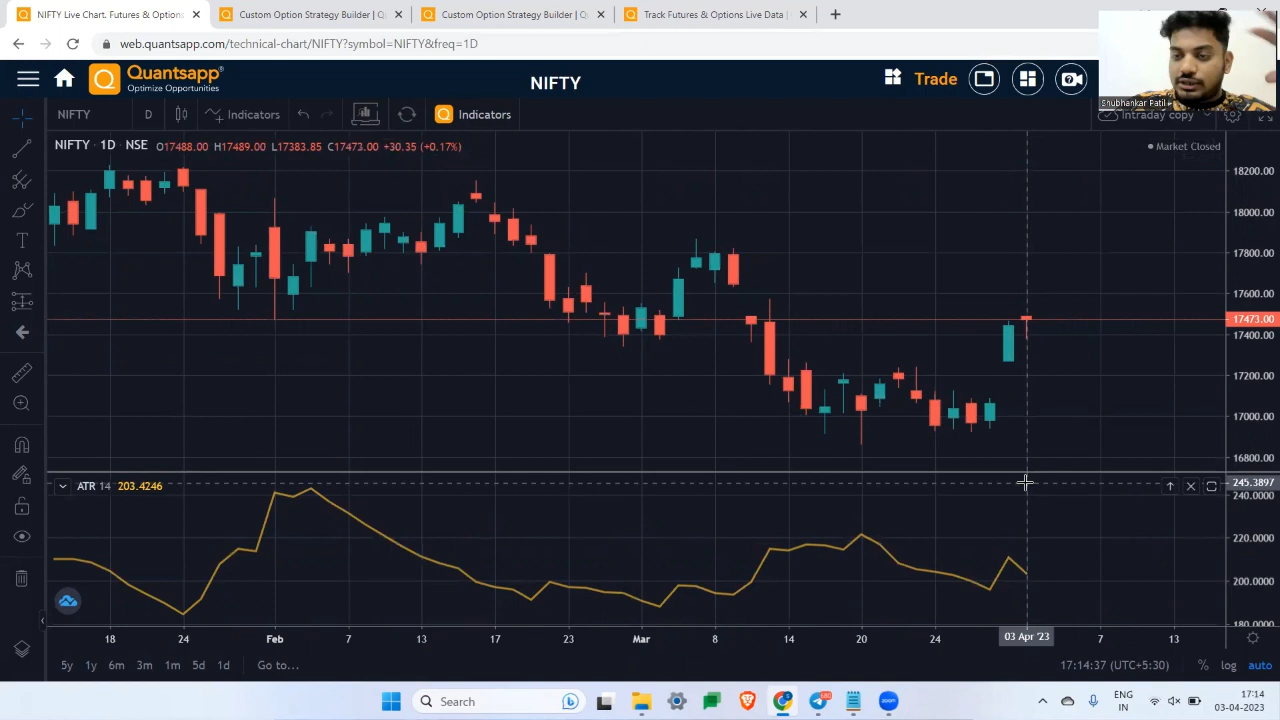 NIFTY Live Chart. Futures & Options
Custom Option Strategy Builder | Q
Custom Option Strategy Builder | Q
Track Futures & Options Live Data |
web.quantsapp.com/technical-chart/NIFTY?symbol=NIFTY&freq=1D
Quantsapp
Optimize Opportunities
NIFTY
Trade
Shubhankar Patil
NIFTY
D
Indicators
Indicators
Intraday copy
NIFTY · 1D · NSE O17488.00 H17489.00 L17383.85 C17473.00 +30.35 (+0.17%)
Market Closed
18200.00
18000.00
17800.00
17600.00
17473.00
17400.00
17200.00
17000.00
16800.00
ATR 14 203.4246
245.3897
240.0000
220.0000
200.0000
180.0000
18 24 Feb 7 13 17 23 Mar 8 14 20 24 03 Apr '23 7 13
5y 1y 6m 3m 1m 5d 1d Go to...
17:14:37 (UTC+5:30) % log auto
Search
680
zoom
ENG
IN
17:14
03-04-2023